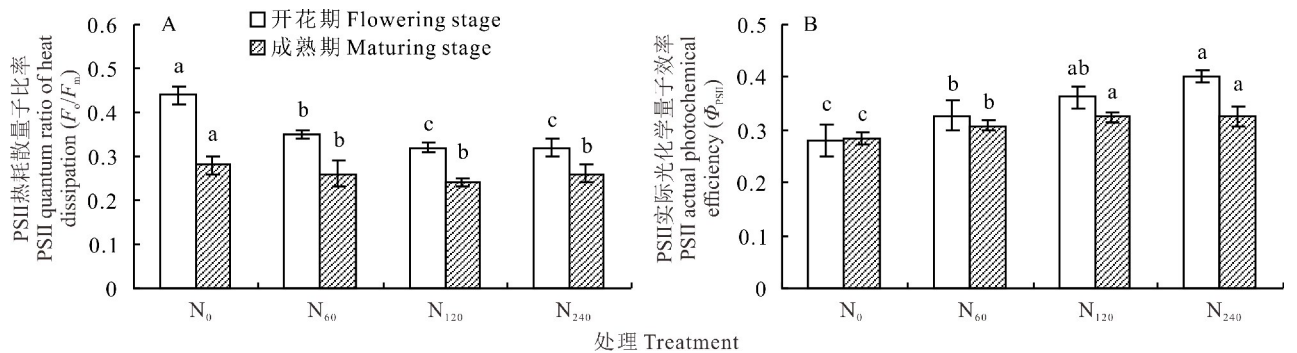 A
开花期 Flowering stage
成熟期 Maturing stage
PSII热耗散量子比率
PSII quantum ratio of heat
dissipation (Fo/Fm)
0.6
0.5
0.4
0.3
0.2
0.1
0
a
a
b
b
c
b
c
b
N0
N60
N120
N240
B
PSII实际光化学量子效率
PSII actual photochemical
efficiency (ΦPSII)
0.5
0.4
0.3
0.2
0.1
0
c
c
b
b
ab
a
a
a
N0
N60
N120
N240
处理 Treatment